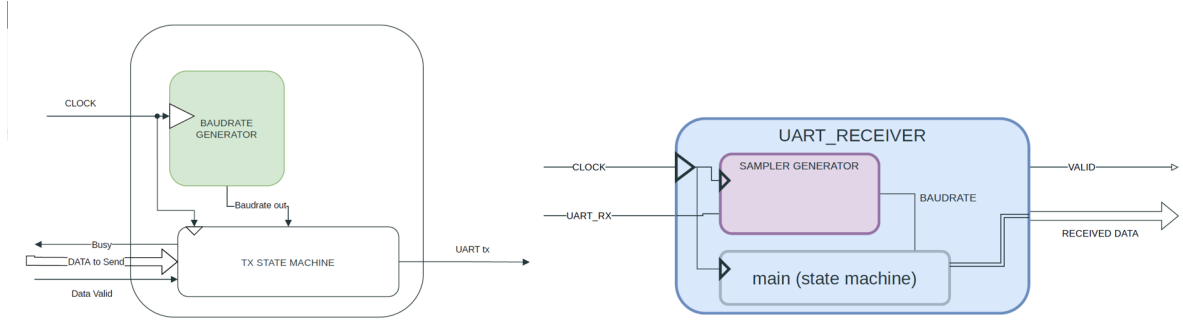 CLOCK
BAUDRATE
GENERATOR
Baudrate out
Busy
DATA to Send
Data Valid
TX STATE MACHINE
UART tx
UART_RECEIVER
SAMPLER GENERATOR
CLOCK
UART_RX
BAUDRATE
main (state machine)
VALID
RECEIVED DATA